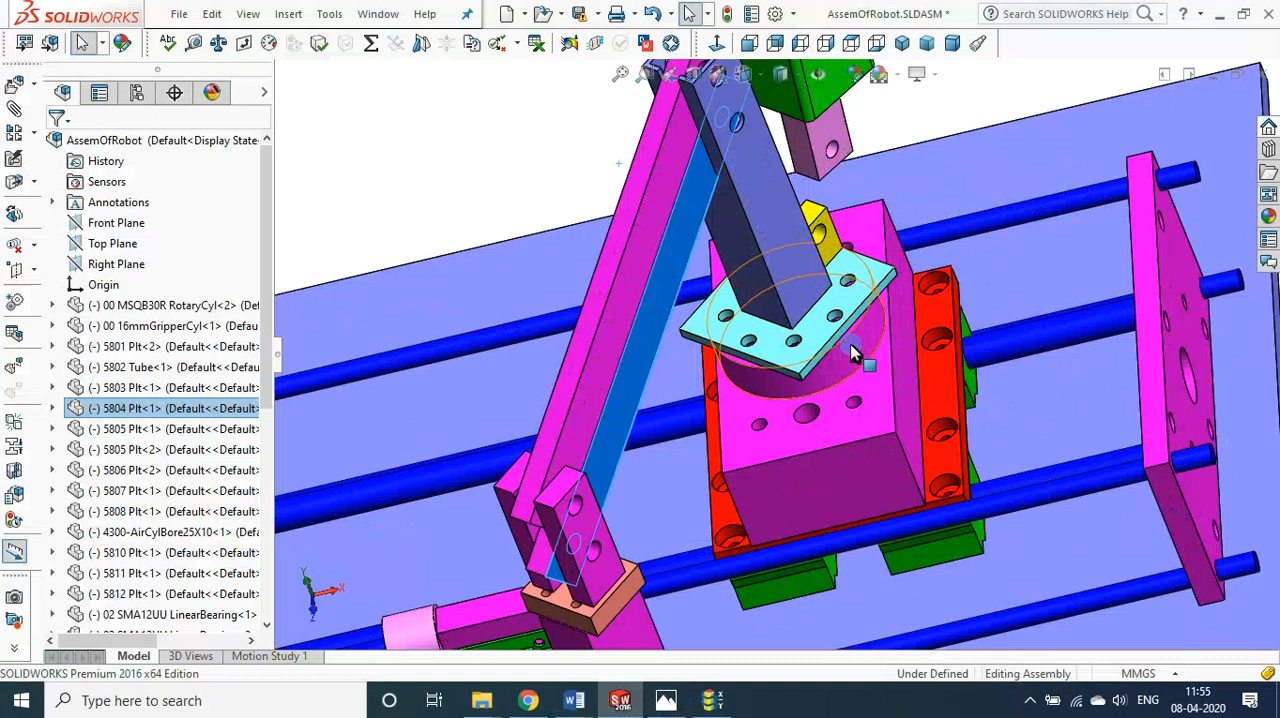 SOLIDWORKS File Edit View Insert Tools Window Help AssemOfRobot.SLDASM * Search SOLIDWORKS Help ?
AssemOfRobot (Default<Display State-
History
Sensors
Annotations
Front Plane
Top Plane
Right Plane
Origin
(-) 00 MSQB30R RotaryCyl<2> (Def
(-) 00 16mmGripperCyl<1> (Default
(-) 5801 Plt<2> (Default<<Default>
(-) 5802 Tube<1> (Default<<Defaul
(-) 5803 Plt<1> (Default<<Default>
(-) 5804 Plt<1> (Default<<Default>
(-) 5805 Plt<1> (Default<<Default>
(-) 5805 Plt<2> (Default<<Default>
(-) 5806 Plt<2> (Default<<Default>
(-) 5807 Plt<1> (Default<<Default>
(-) 5808 Plt<1> (Default<<Default>
(-) 4300-AirCylBore25X10<1> (Defa
(-) 5810 Plt<1> (Default<<Default>
(-) 5811 Plt<1> (Default<<Default>
(-) 5812 Plt<1> (Default<<Default>
(-) 02 SMA12UU LinearBearing<1>
Y
X
Z
Model 3D Views Motion Study 1
SOLIDWORKS Premium 2016 x64 Edition Under Defined Editing Assembly MMGS
Type here to search
SW
2016
ENG
11:55
08-04-2020